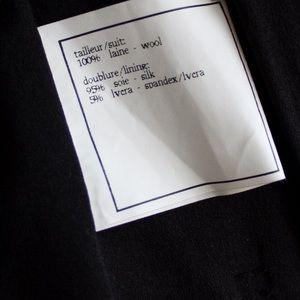 tailleur/suit:
100% laine - wool
doublure/lining:
95% soie - silk
5% lycra - spandex/lycra